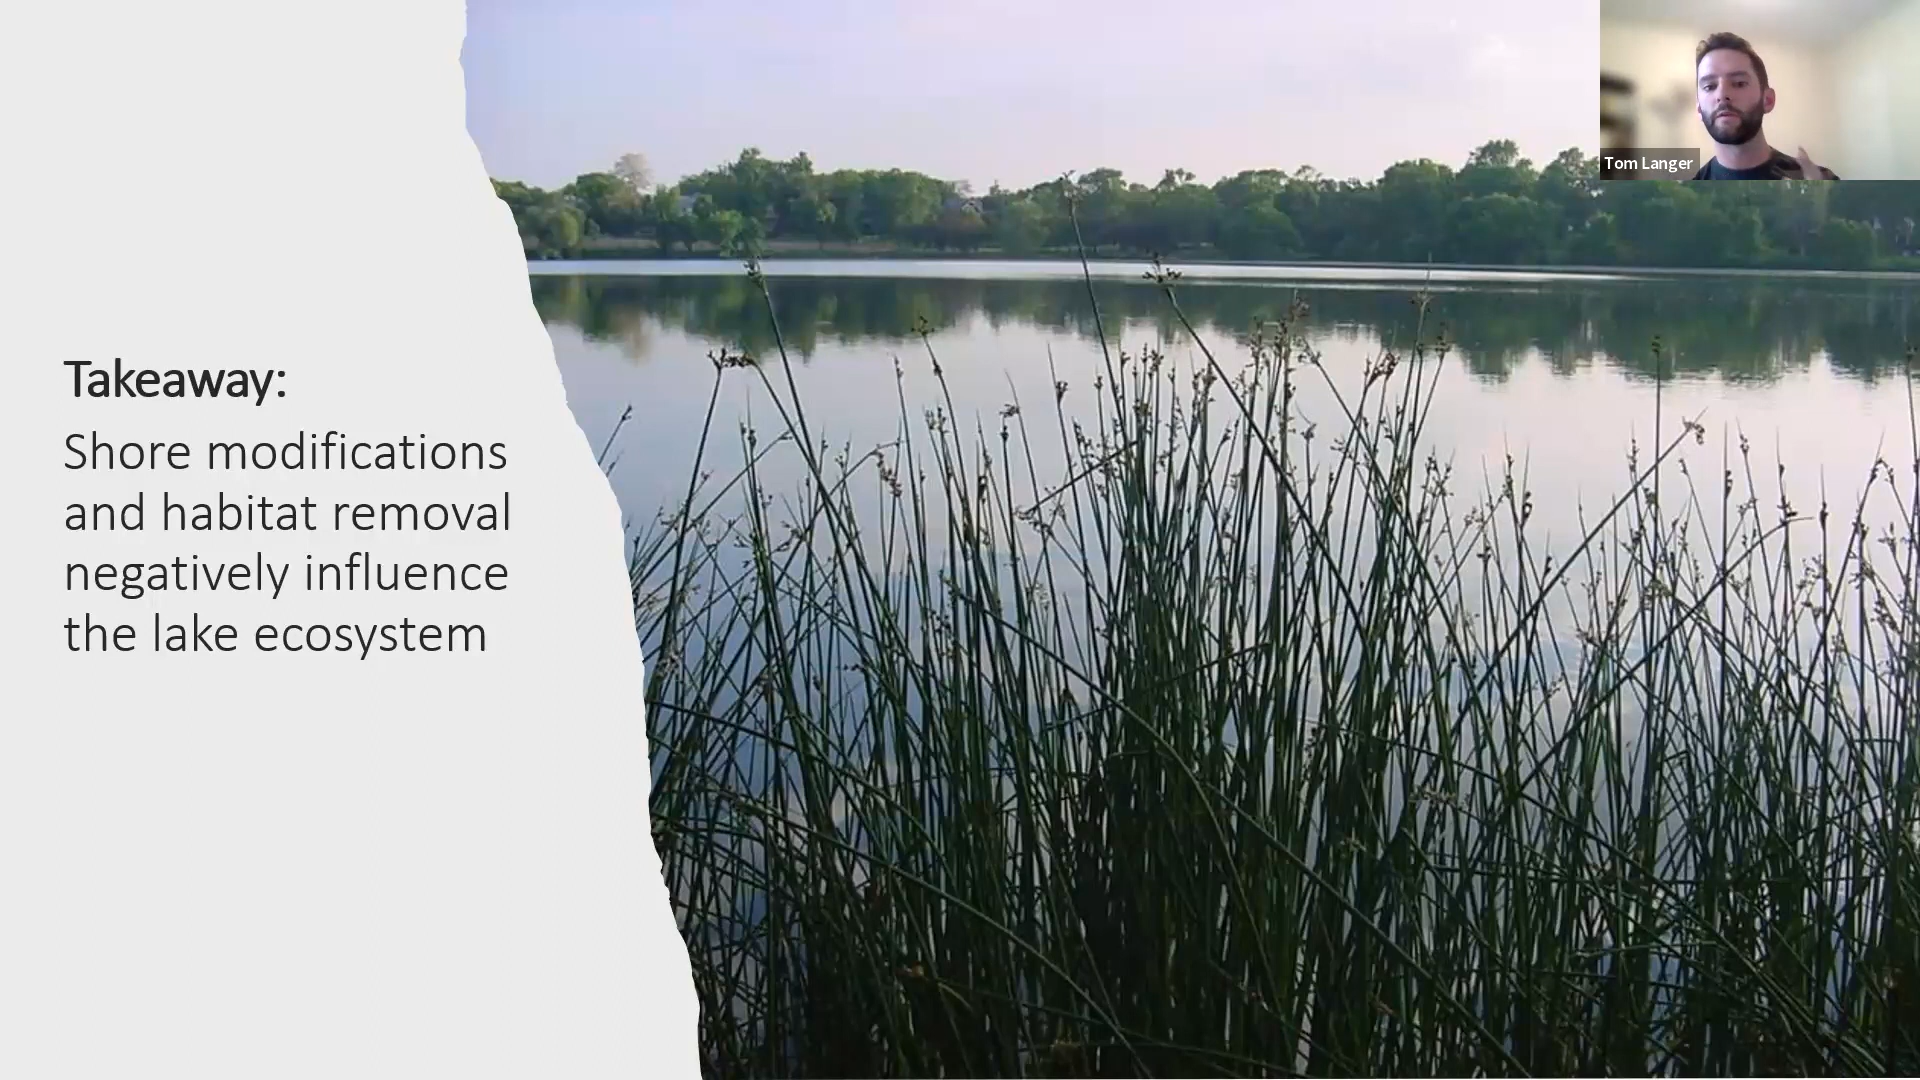 Tom Langer
Takeaway:
Shore modifications
and habitat removal
negatively influence
the lake ecosystem